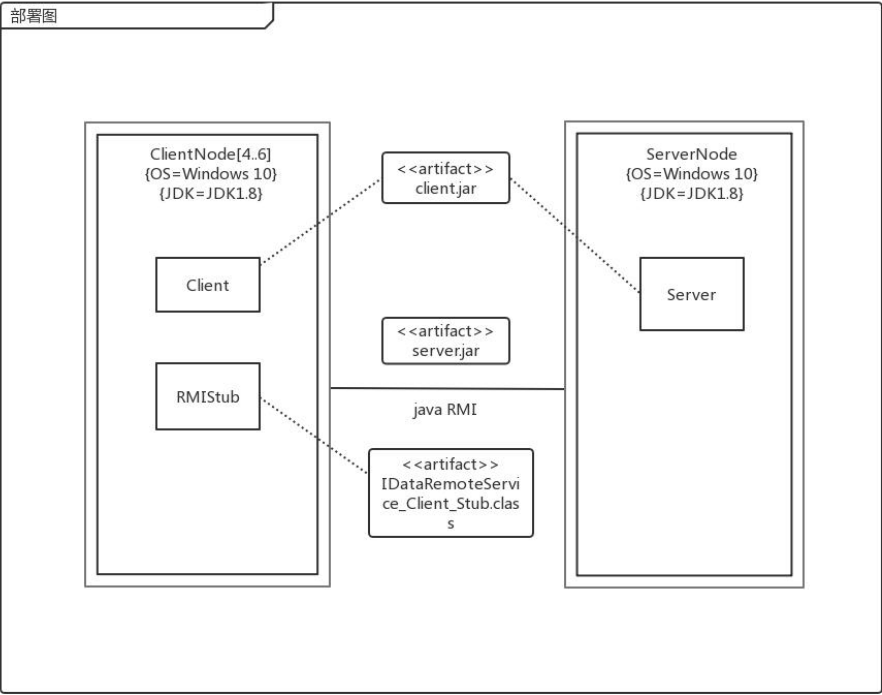 部署图
ClientNode[4..6]
{OS=Windows 10}
{JDK=JDK1.8}
Client
RMIStub
<<artifact>>
client.jar
<<artifact>>
server.jar
java RMI
<<artifact>>
IDataRemoteServi
ce_Client_Stub.clas
s
ServerNode
{OS=Windows 10}
{JDK=JDK1.8}
Server